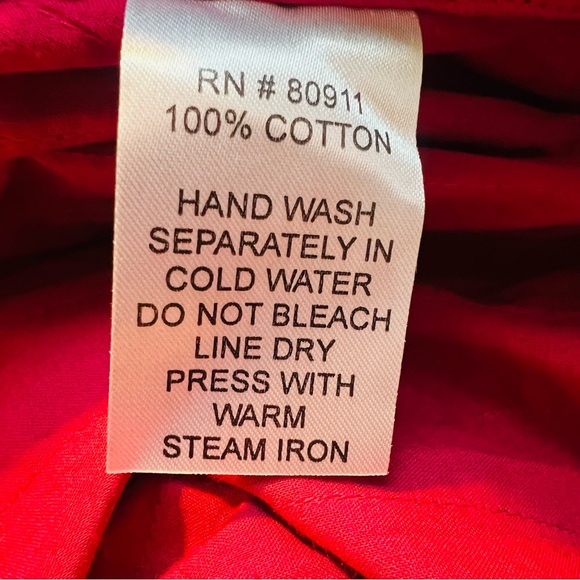 RN # 80911
100% COTTON
HAND WASH
SEPARATELY IN
COLD WATER
DO NOT BLEACH
LINE DRY
PRESS WITH
WARM
STEAM IRON